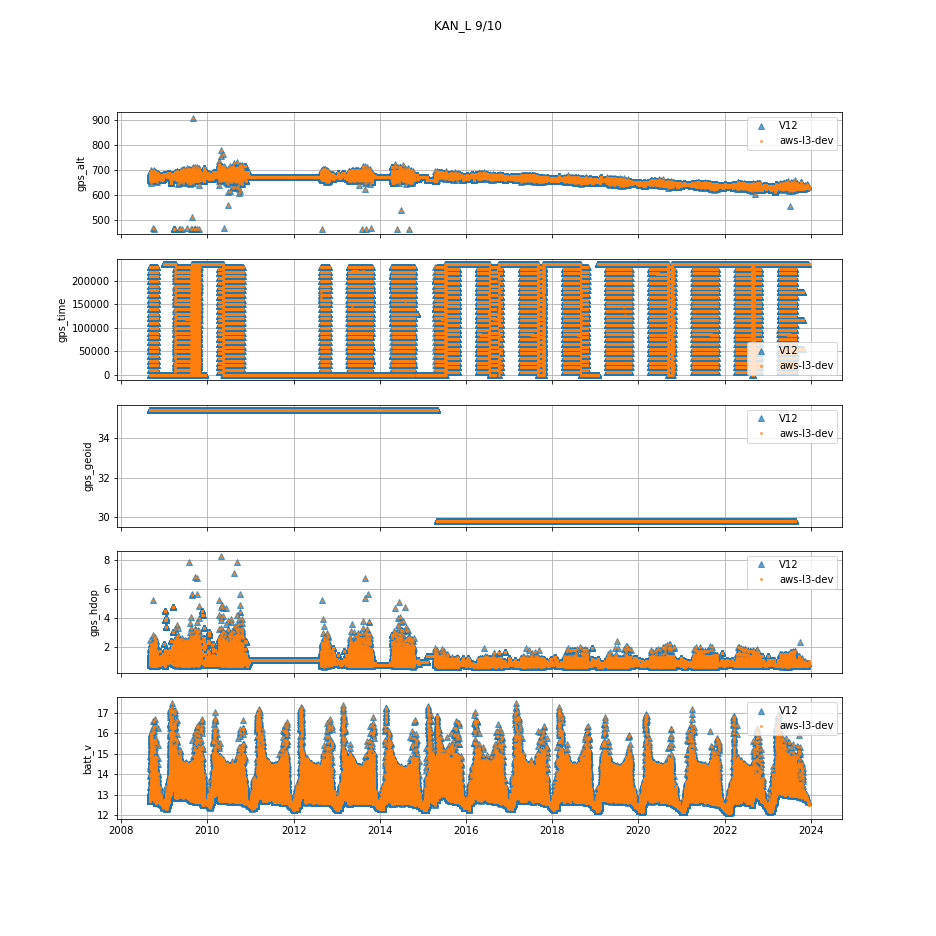 KAN_L 9/10
gps_alt
900
800
700
600
500
V12
aws-l3-dev
gps_time
200000
150000
100000
50000
0
V12
aws-l3-dev
gps_geoid
34
32
30
V12
aws-l3-dev
gps_hdop
8
6
4
2
V12
aws-l3-dev
batt_v
17
16
15
14
13
12
V12
aws-l3-dev
2008 2010 2012 2014 2016 2018 2020 2022 2024